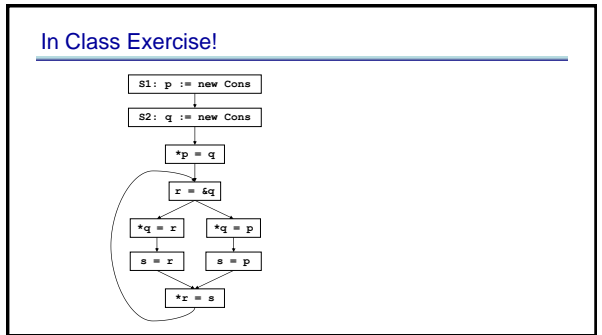 In Class Exercise!
S1: p := new Cons
S2: q := new Cons
*p = q
r = &q
*q = r
*q = p
s = r
s = p
*r = s